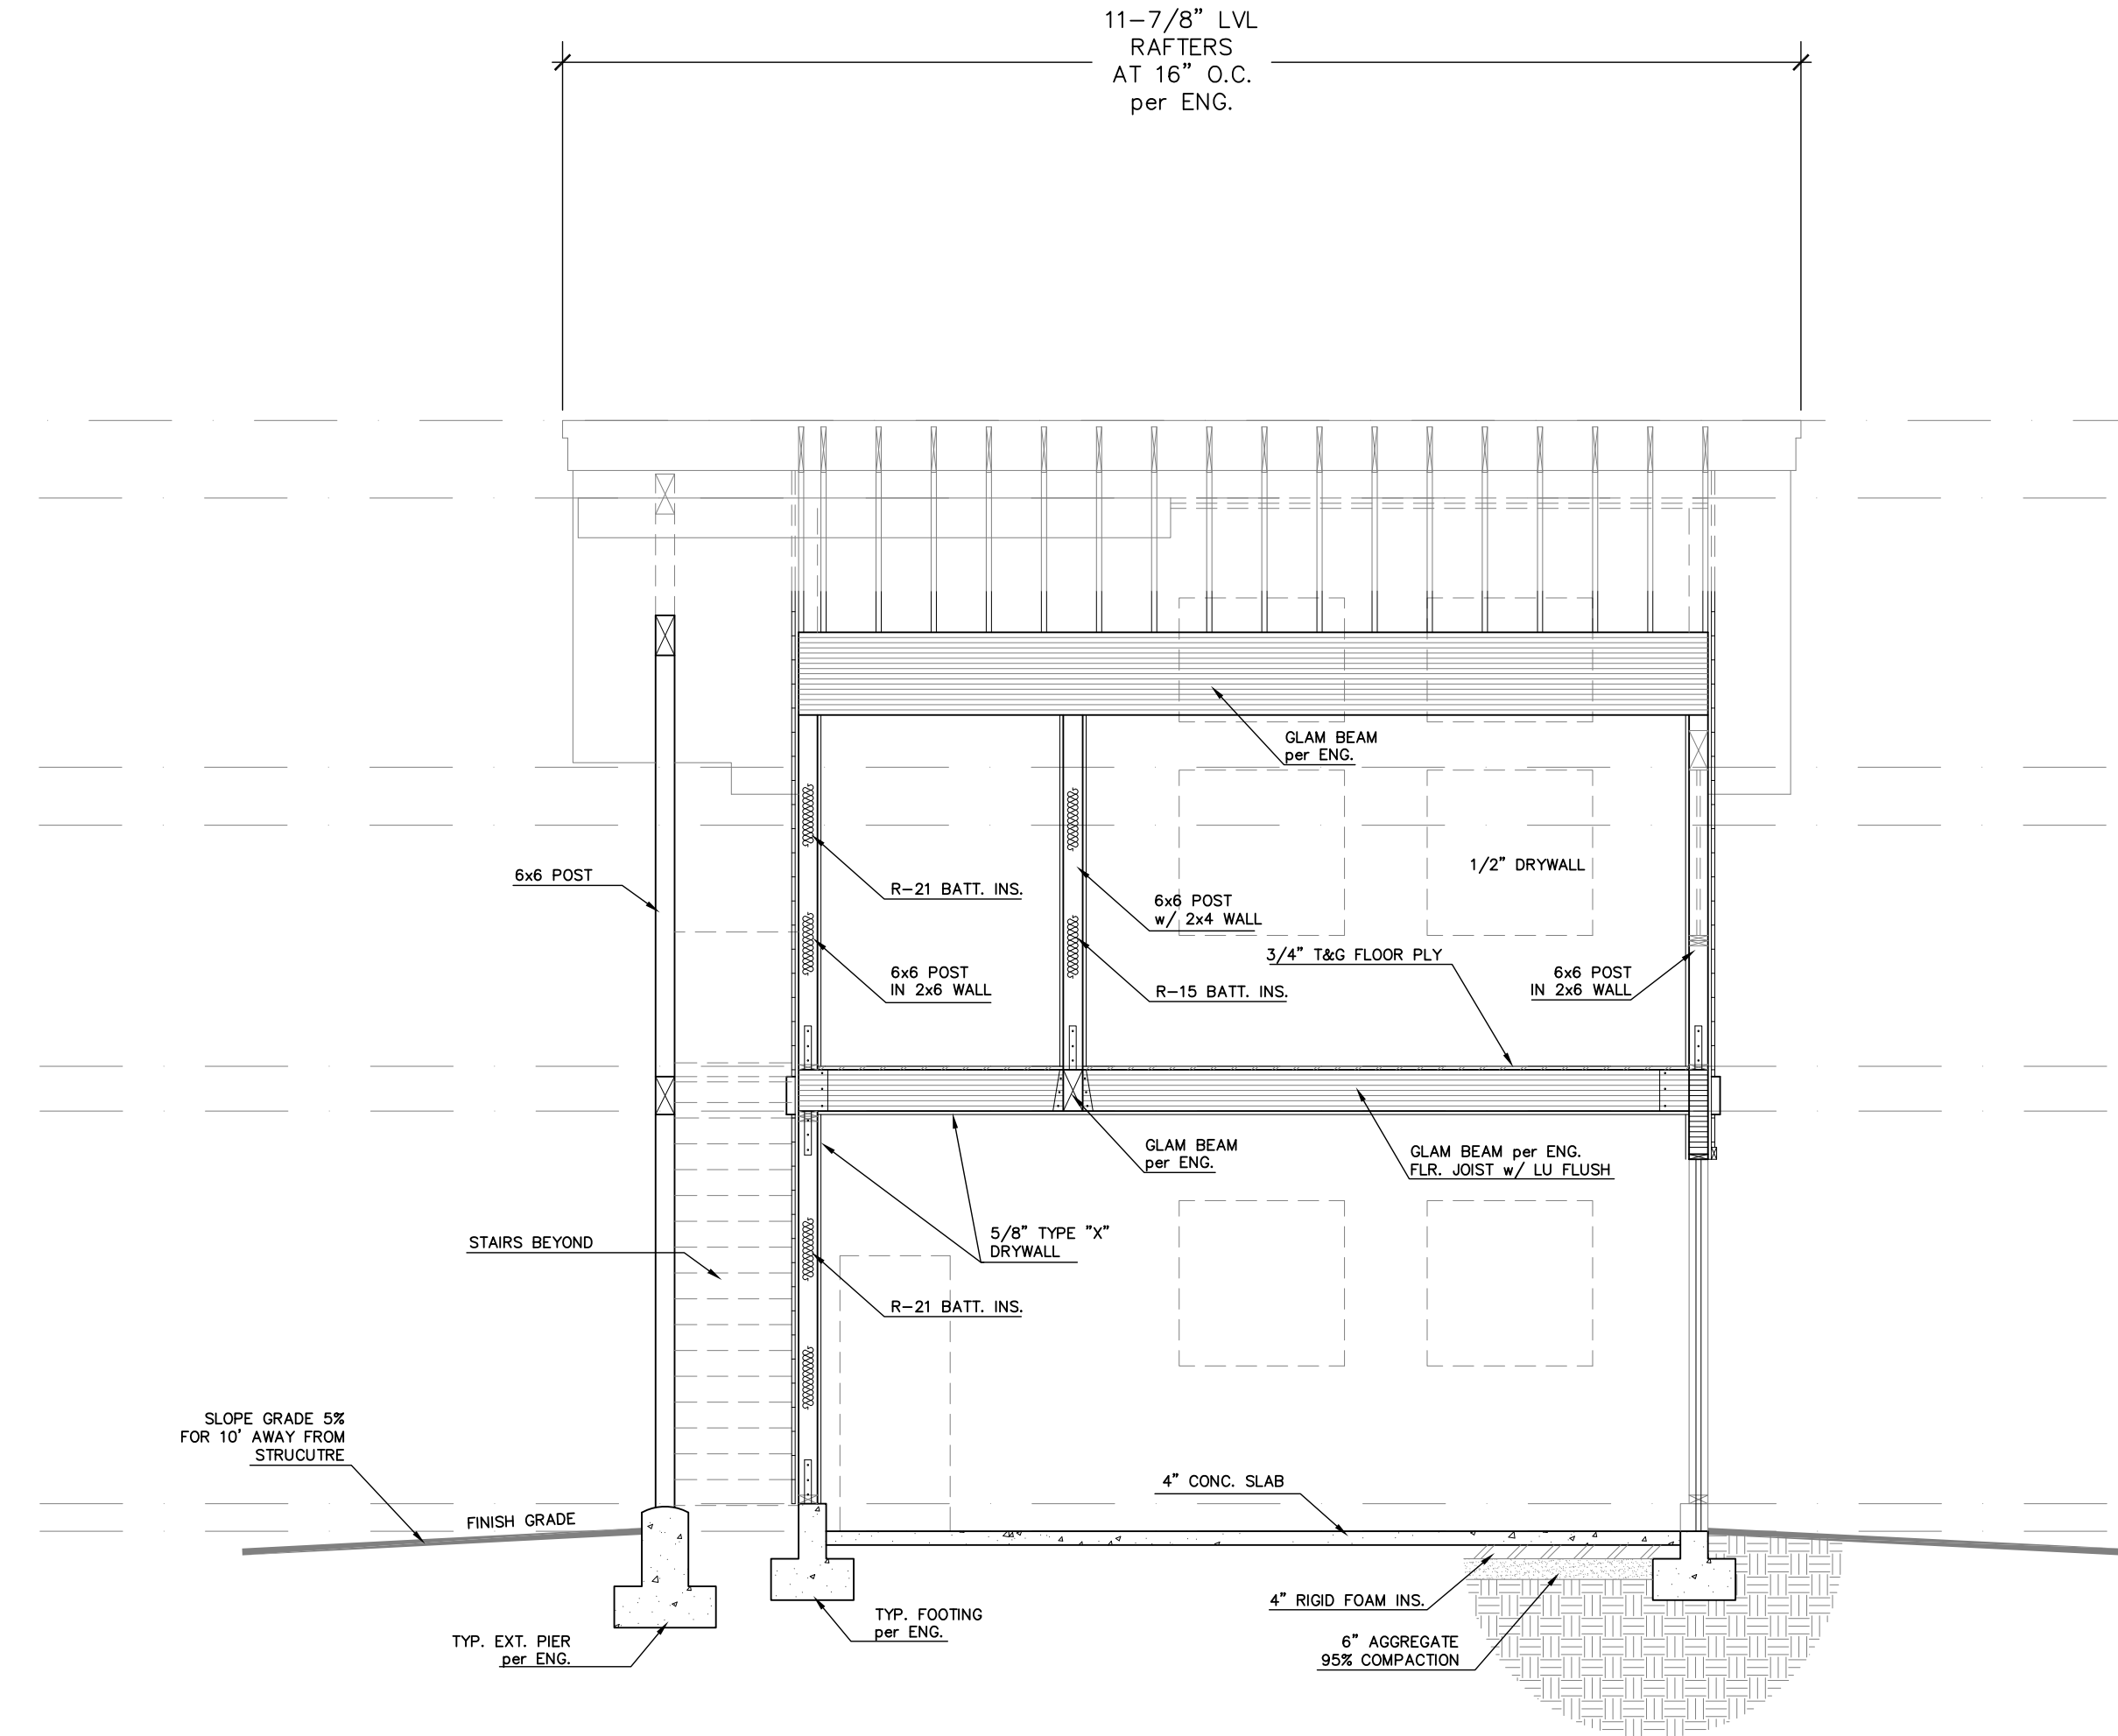 11-7/8" LVL
RAFTERS
AT 16" O.C.
per ENG.
GLAM BEAM
per ENG.
1/2" DRYWALL
6x6 POST
R-21 BATT. INS.
6x6 POST
w/ 2x4 WALL
3/4" T&G FLOOR PLY
6x6 POST
IN 2x6 WALL
R-15 BATT. INS.
6x6 POST
IN 2x6 WALL
GLAM BEAM
per ENG.
GLAM BEAM per ENG.
FLR. JOIST w/ LU FLUSH
5/8" TYPE "X"
DRYWALL
STAIRS BEYOND
R-21 BATT. INS.
SLOPE GRADE 5%
FOR 10' AWAY FROM
STRUCUTRE
4" CONC. SLAB
FINISH GRADE
4" RIGID FOAM INS.
TYP. FOOTING
per ENG.
TYP. EXT. PIER
per ENG.
6" AGGREGATE
95% COMPACTION